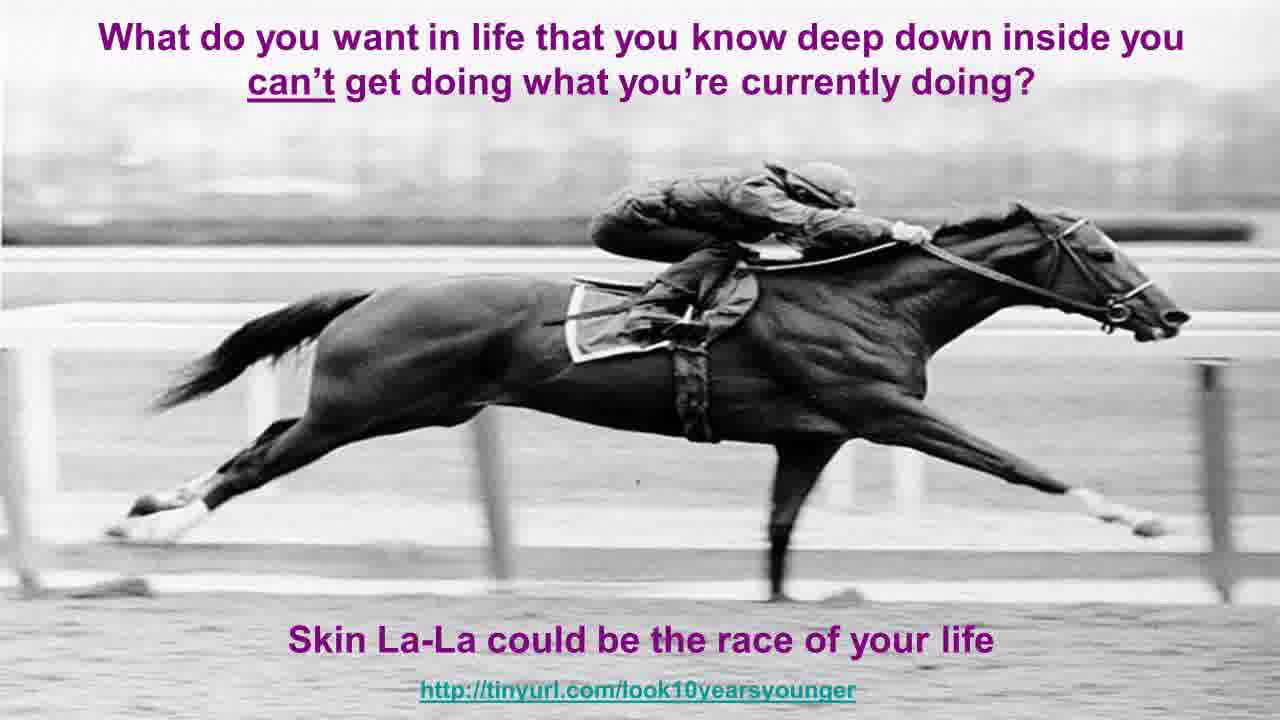 What do you want in life that you know deep down inside you
can’t get doing what you’re currently doing?
Skin La-La could be the race of your life
http://tinyurl.com/look10yearsyounger